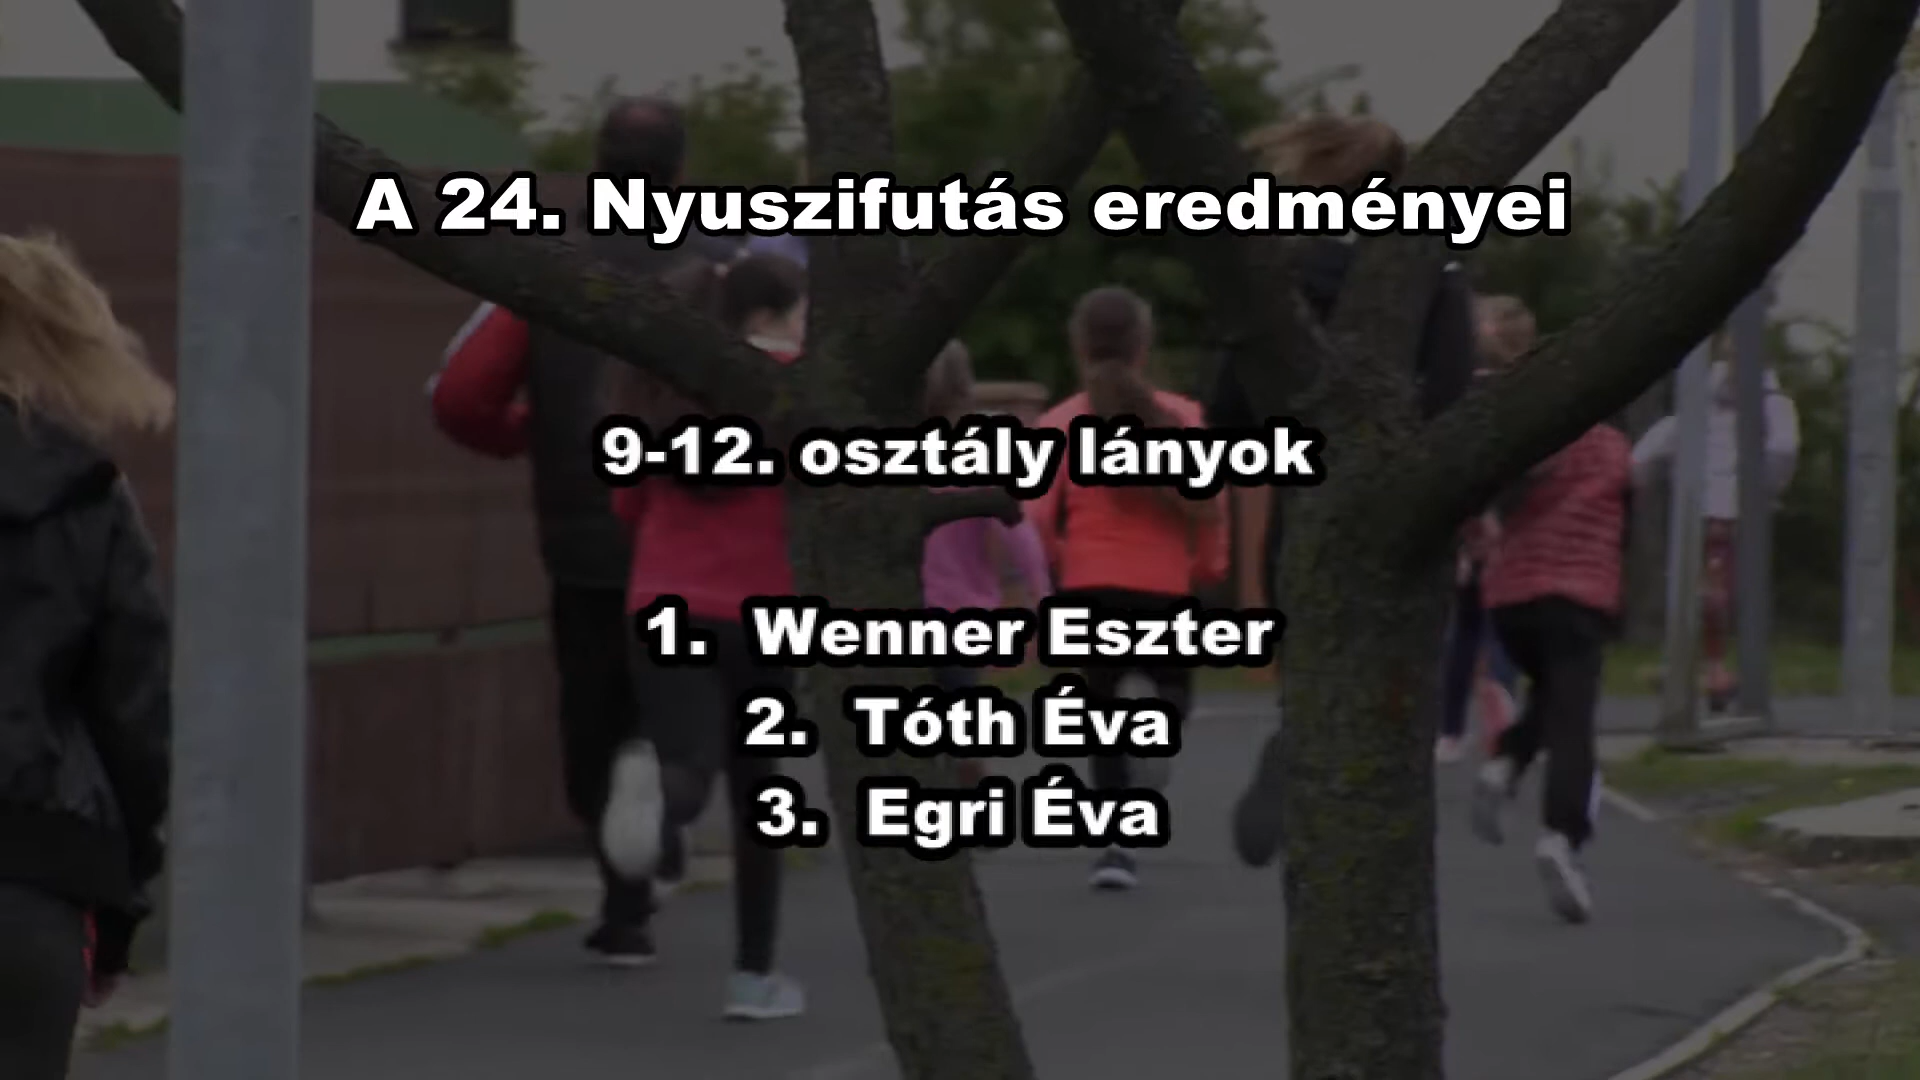 A 24. Nyuszifutás eredményei
9-12. osztály lányok
1. Wenner Eszter
2. Tóth Éva
3. Egri Éva